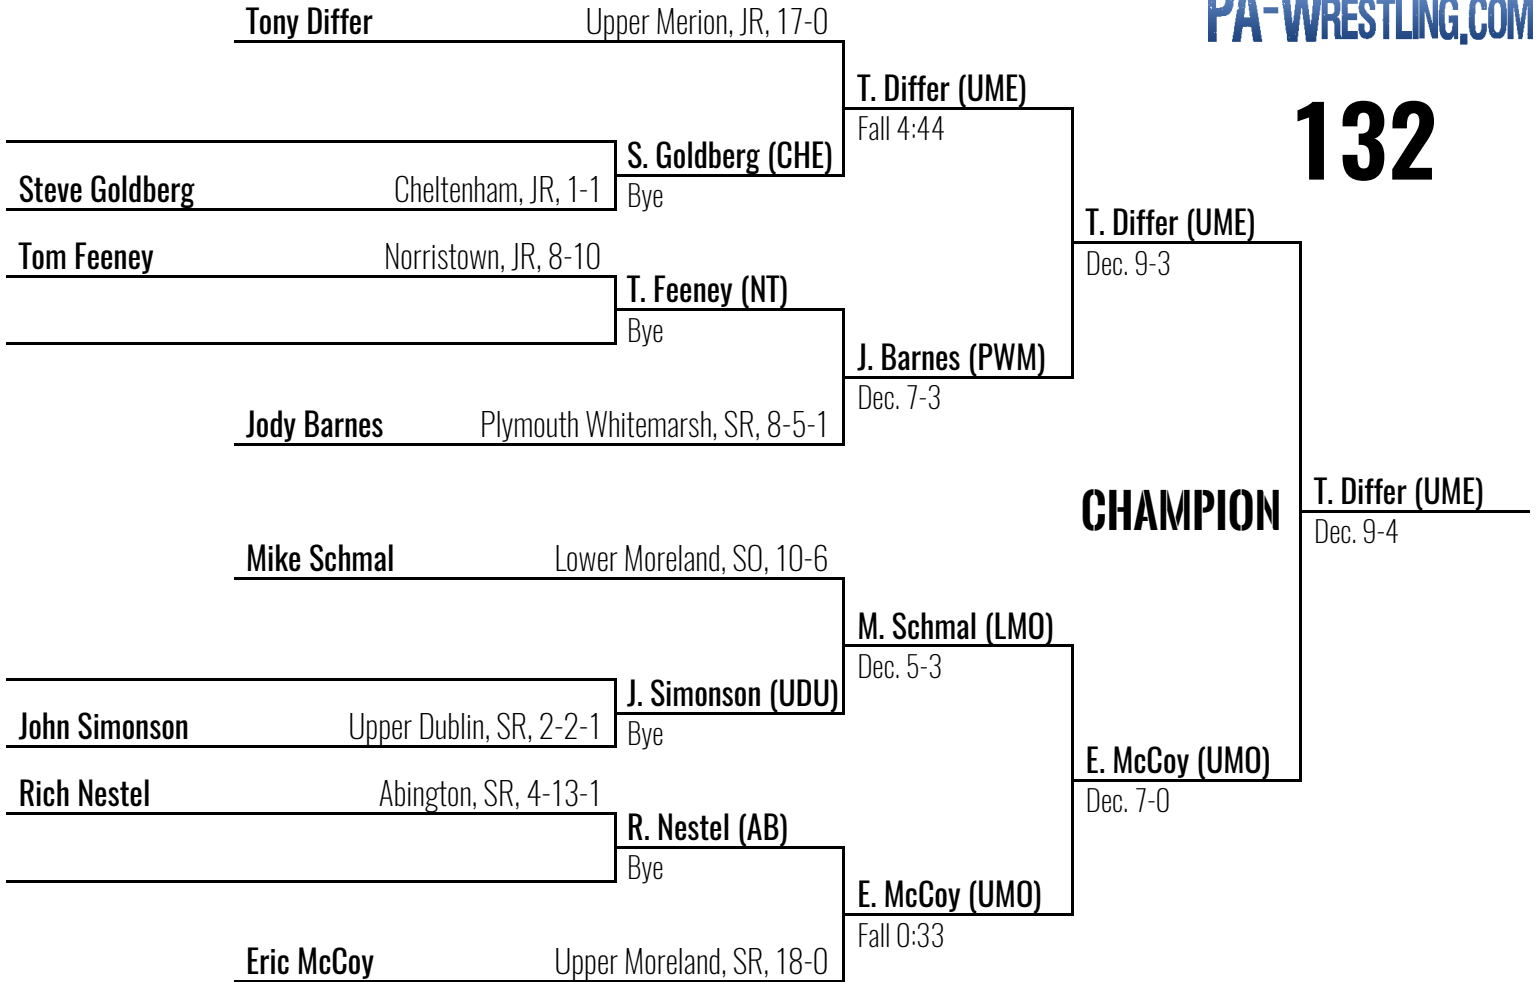 Tony Differ Upper Merion, JR, 17-0
PA-WRESTLING.COM
T. Differ (UME)
Fall 4:44
132
S. Goldberg (CHE)
Steve Goldberg Cheltenham, JR, 1-1
Bye
T. Differ (UME)
Dec. 9-3
Tom Feeney Norristown, JR, 8-10
T. Feeney (NT)
Bye
J. Barnes (PWM)
Dec. 7-3
Jody Barnes Plymouth Whitemarsh, SR, 8-5-1
CHAMPION
T. Differ (UME)
Dec. 9-4
Mike Schmal Lower Moreland, SO, 10-6
M. Schmal (LMO)
Dec. 5-3
J. Simonson (UDU)
John Simonson Upper Dublin, SR, 2-2-1
Bye
E. McCoy (UMO)
Dec. 7-0
Rich Nestel Abington, SR, 4-13-1
R. Nestel (AB)
Bye
E. McCoy (UMO)
Fall 0:33
Eric McCoy Upper Moreland, SR, 18-0